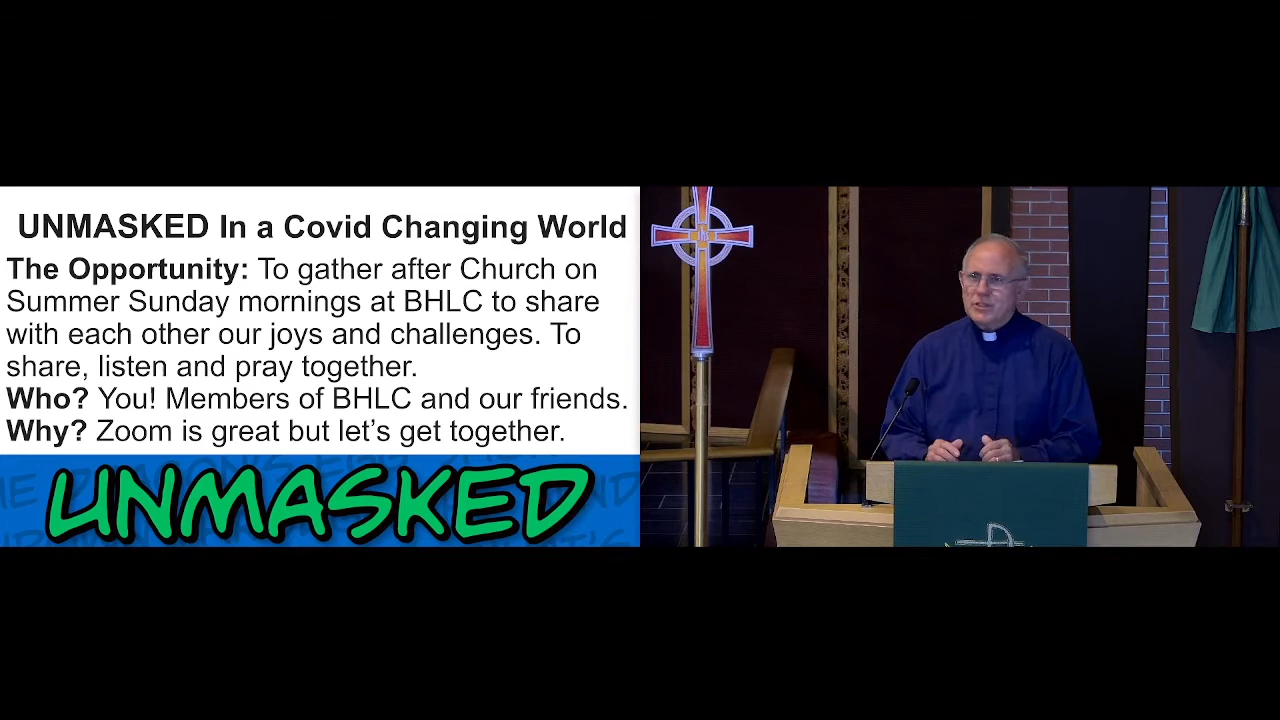 UNMASKED In a Covid Changing World
The Opportunity: To gather after Church on
Summer Sunday mornings at BHLC to share
with each other our joys and challenges. To
share, listen and pray together.
Who? You! Members of BHLC and our friends.
Why? Zoom is great but let’s get together.
UNMASKED